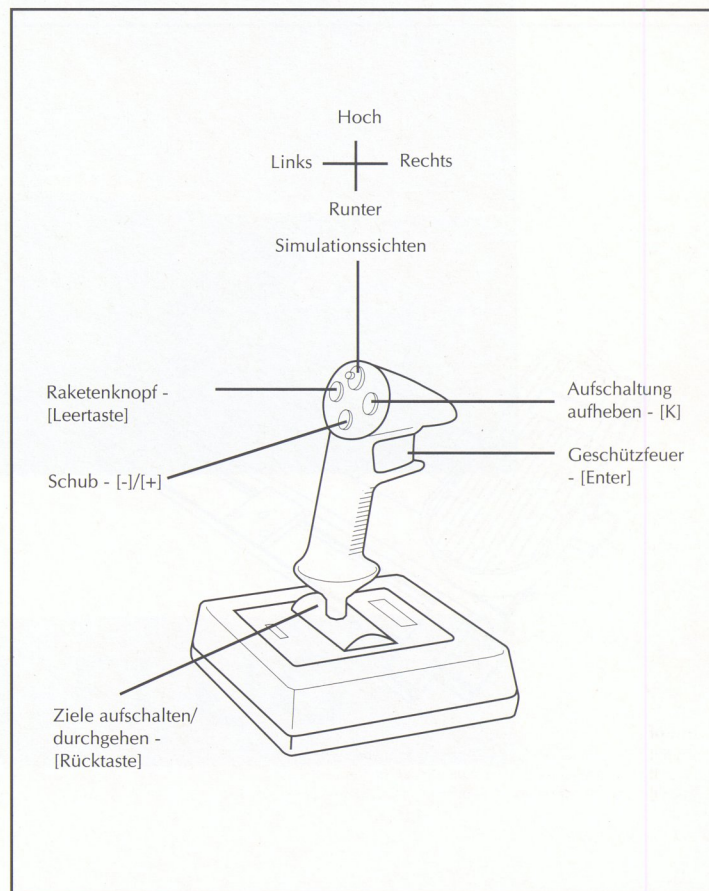 Hoch
Links
Rechts
Runter
Simulationssichten
Raketenknopf -
[Leertaste]
Aufschaltung
aufheben - [K]
Schub - [-]/[+]
Geschützfeuer
- [Enter]
Ziele aufschalten/
durchgehen -
[Rücktaste]